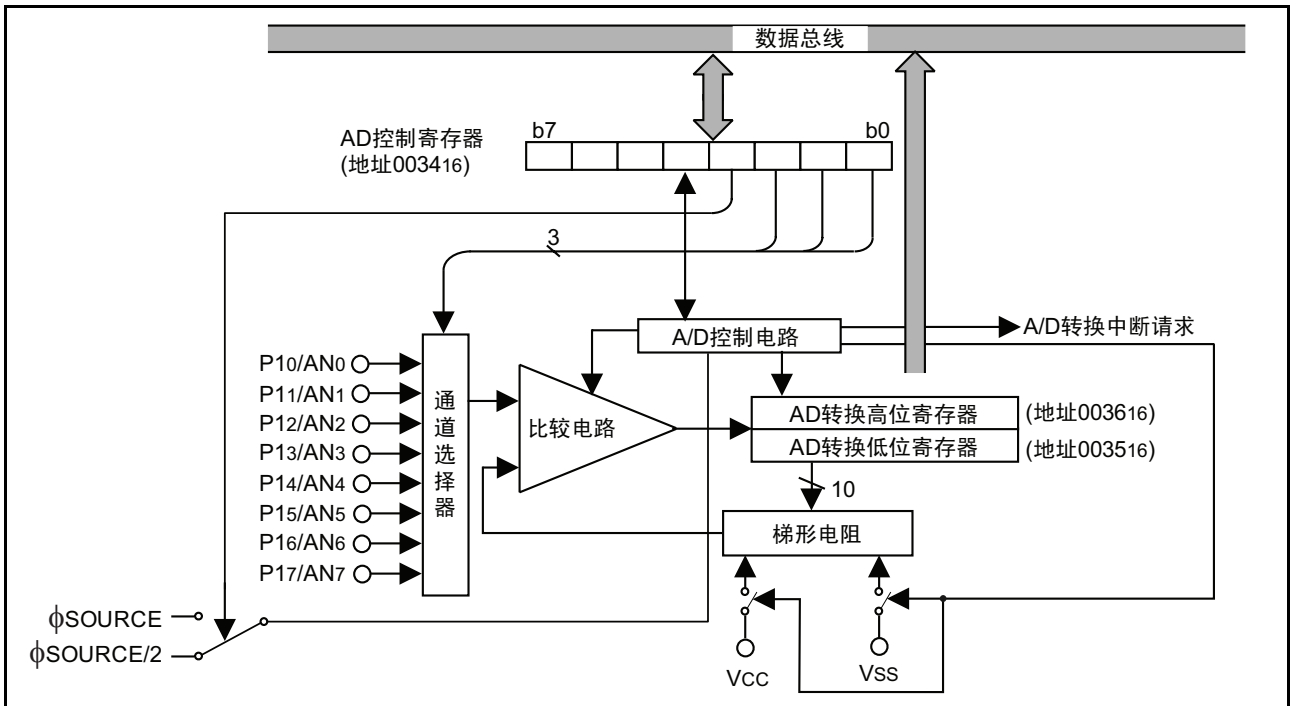 数据总线
b7
b0
AD控制寄存器
(地址003416)
3
A/D控制电路
A/D转换中断请求
P10/AN0
P11/AN1
P12/AN2
P13/AN3
P14/AN4
P15/AN5
P16/AN6
P17/AN7
通道选择器
比较电路
AD转换高位寄存器
(地址003616)
AD转换低位寄存器
(地址003516)
10
梯形电阻
ϕSOURCE
ϕSOURCE/2
VCC
VSS